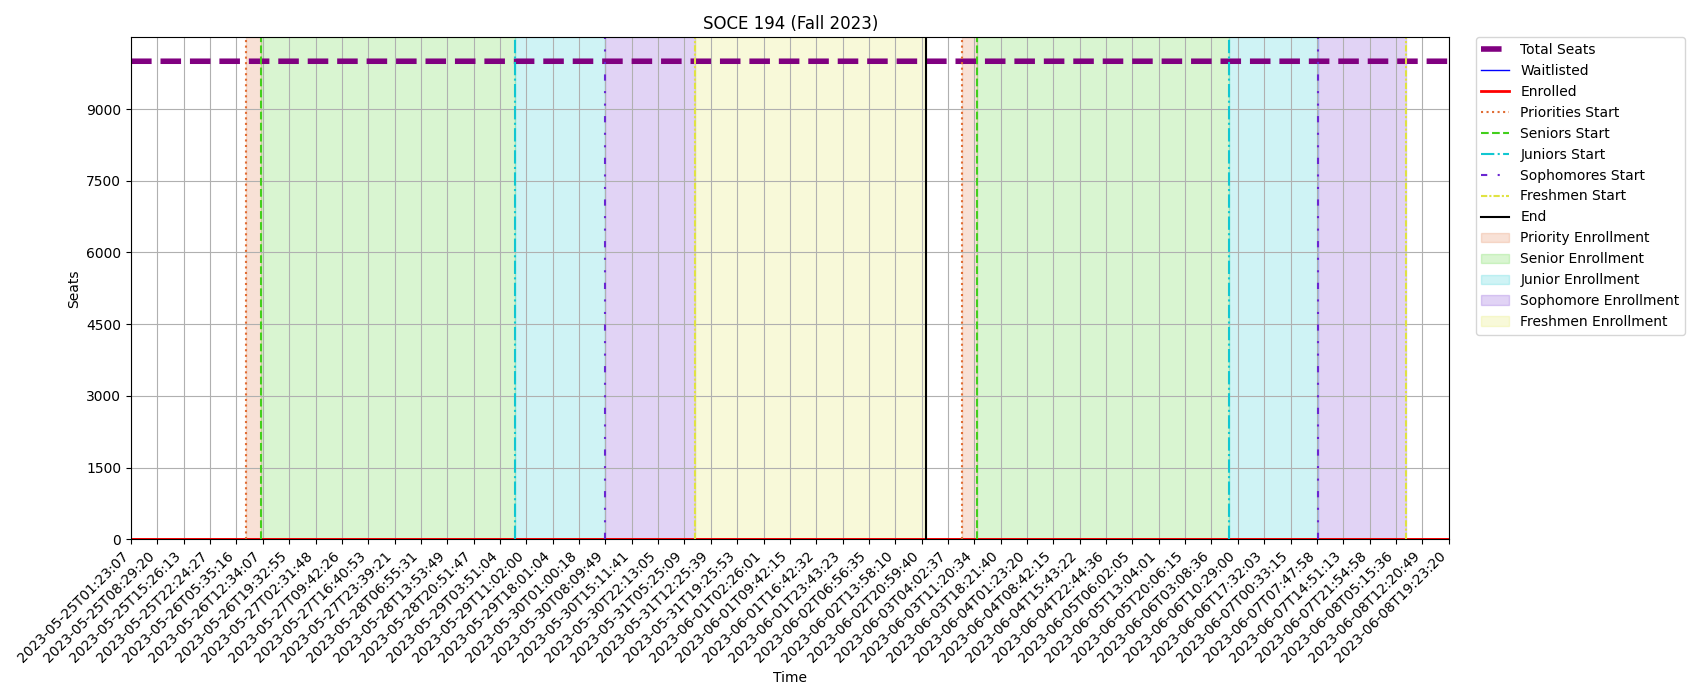 SOCE 194 (Fall 2023)
Total Seats
Waitlisted
Enrolled
Priorities Start
Seniors Start
Juniors Start
Sophomores Start
Freshmen Start
End
Priority Enrollment
Senior Enrollment
Junior Enrollment
Sophomore Enrollment
Freshmen Enrollment
Seats
9000
7500
6000
4500
3000
1500
0
2023-05-25T01:23:07
2023-05-25T08:29:20
2023-05-25T15:26:13
2023-05-25T22:24:27
2023-05-26T05:35:16
2023-05-26T12:34:07
2023-05-26T19:32:55
2023-05-27T02:31:48
2023-05-27T09:42:26
2023-05-27T16:40:53
2023-05-27T23:39:21
2023-05-28T06:55:31
2023-05-28T13:53:49
2023-05-28T20:51:47
2023-05-29T03:51:04
2023-05-29T11:02:00
2023-05-29T18:01:04
2023-05-30T01:00:18
2023-05-30T08:09:49
2023-05-30T15:11:41
2023-05-30T22:13:05
2023-05-31T05:25:09
2023-05-31T12:25:39
2023-05-31T19:25:53
2023-06-01T02:26:01
2023-06-01T09:42:15
2023-06-01T16:42:32
2023-06-01T23:43:23
2023-06-02T06:56:35
2023-06-02T13:58:10
2023-06-02T20:59:40
2023-06-03T04:02:37
2023-06-03T11:20:34
2023-06-03T18:21:40
2023-06-04T01:23:20
2023-06-04T08:42:15
2023-06-04T15:43:22
2023-06-04T22:44:36
2023-06-05T06:02:05
2023-06-05T13:04:01
2023-06-05T20:06:15
2023-06-06T03:08:36
2023-06-06T10:29:00
2023-06-06T17:32:03
2023-06-07T00:33:15
2023-06-07T07:47:58
2023-06-07T14:51:13
2023-06-07T21:54:58
2023-06-08T05:15:36
2023-06-08T12:20:49
2023-06-08T19:23:20
Time